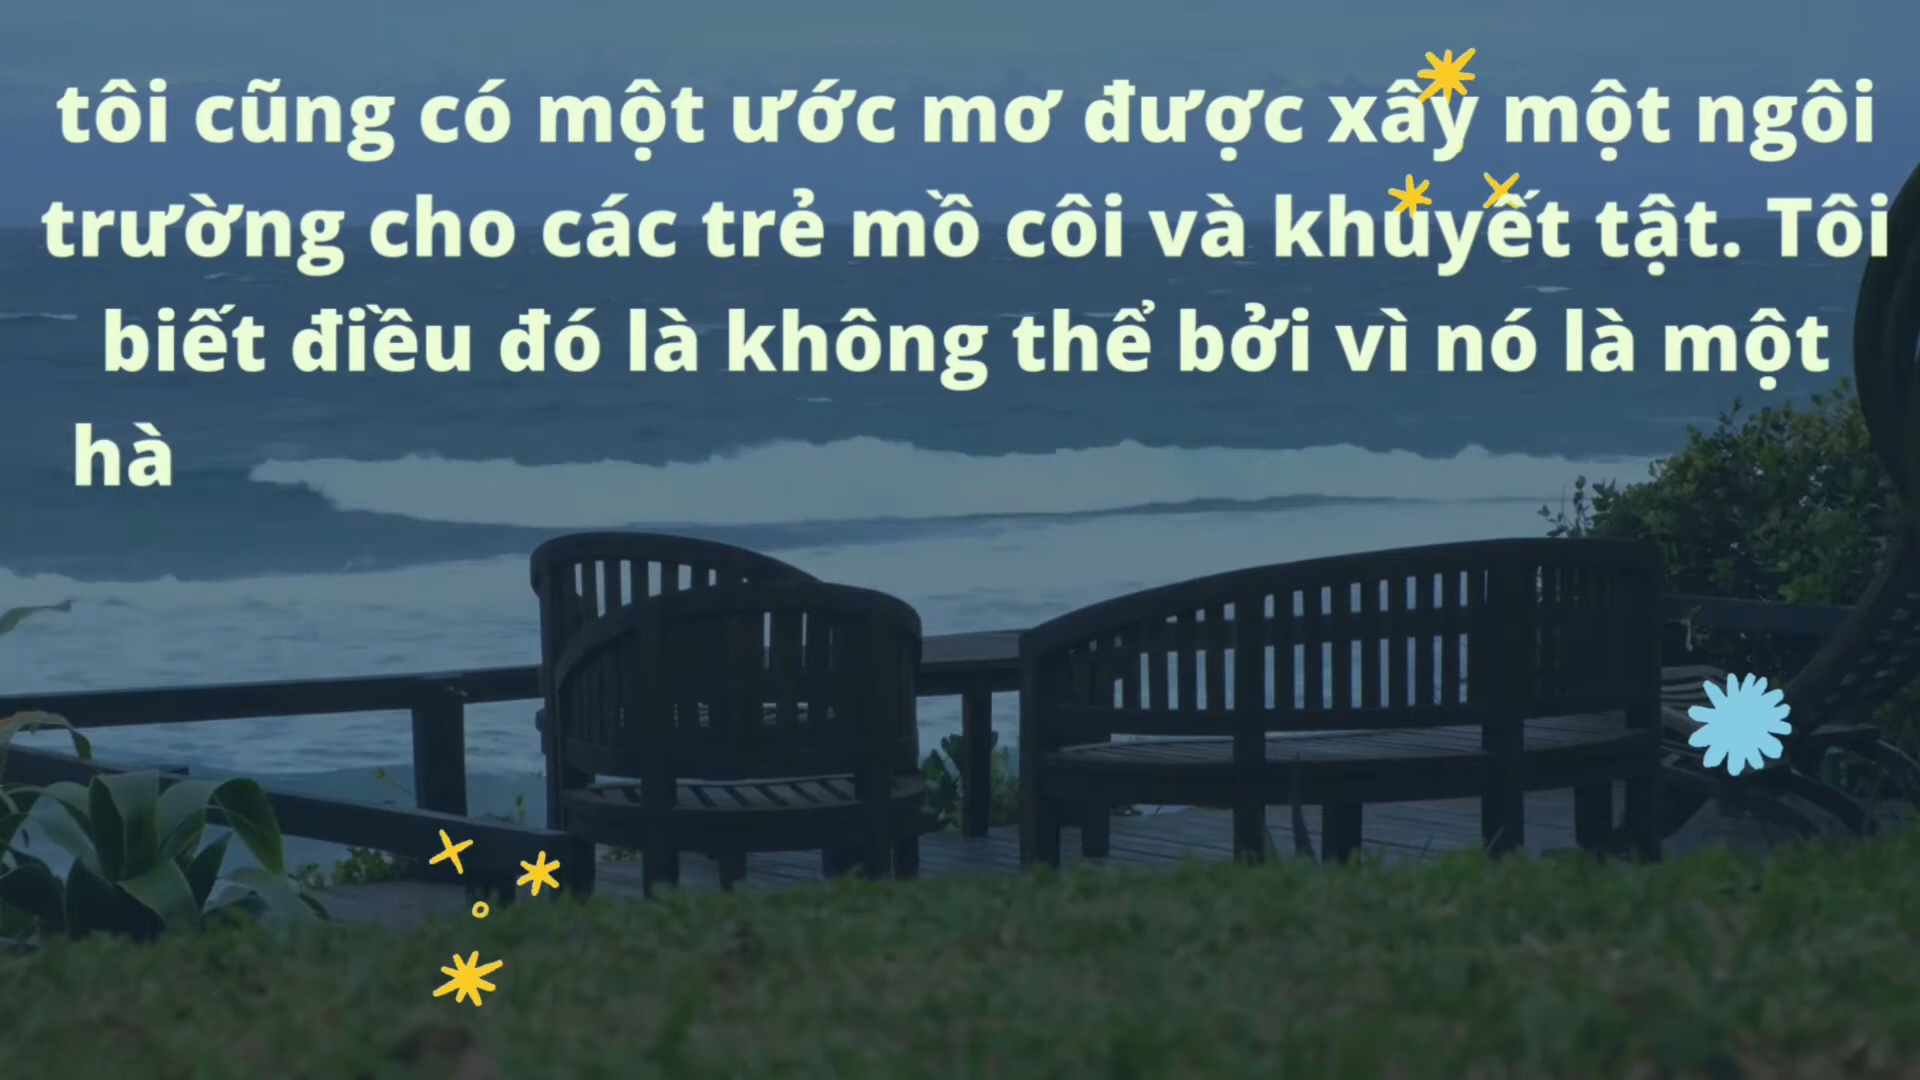 tôi cũng có một ước mơ được xây một ngôi
trường cho các trẻ mồ côi và khuyết tật. Tôi
biết điều đó là không thể bởi vì nó là một
hà